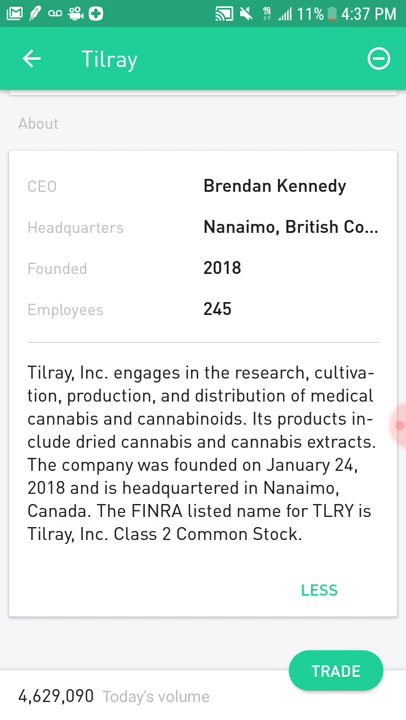 11% 4:37 PM
Tilray
About
CEO Brendan Kennedy
Headquarters Nanaimo, British Co...
Founded 2018
Employees 245
Tilray, Inc. engages in the research, cultiva-
tion, production, and distribution of medical
cannabis and cannabinoids. Its products in-
clude dried cannabis and cannabis extracts.
The company was founded on January 24,
2018 and is headquartered in Nanaimo,
Canada. The FINRA listed name for TLRY is
Tilray, Inc. Class 2 Common Stock.
LESS
TRADE
4,629,090 Today's volume